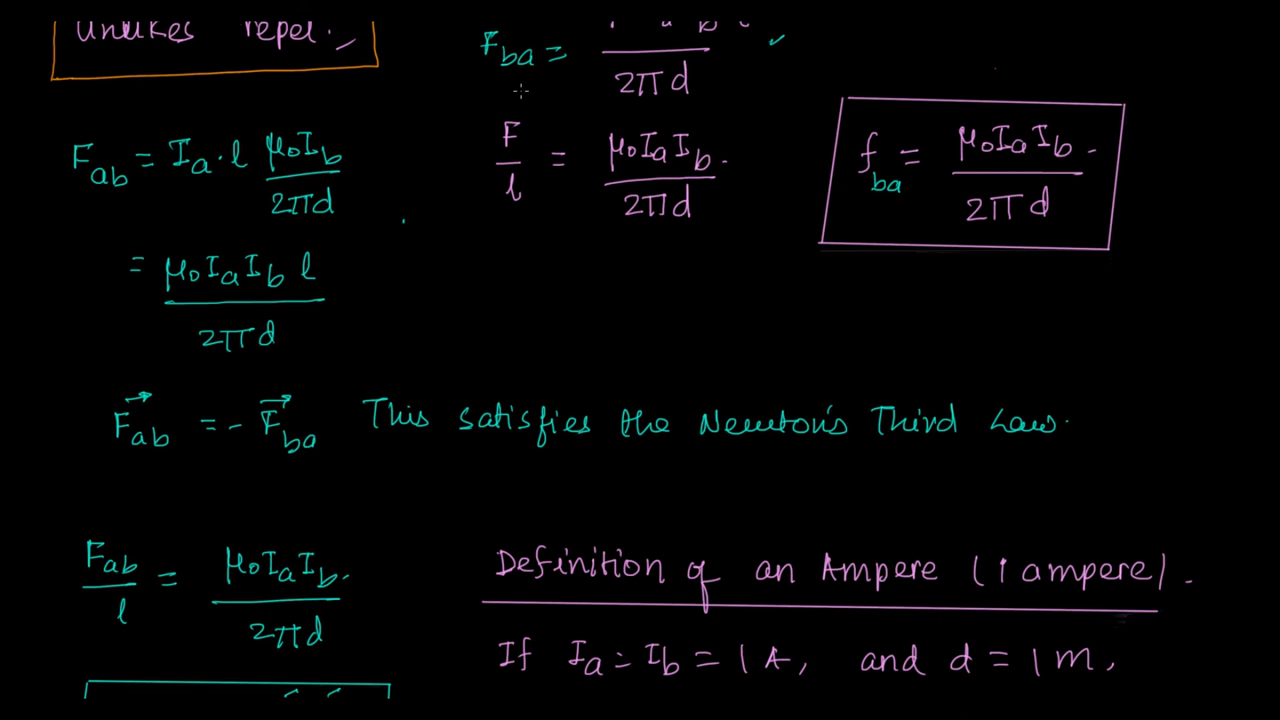 unlikes repel.
F_ba =
2πd
F/l = μ₀I_aI_b. / 2πd
f_ba = μ₀I_aI_b. / 2πd
F_ab = I_a · l μ₀I_b / 2πd
= μ₀I_aI_b l / 2πd
F⃗_ab = - F⃗_ba This satisfies the Newton's Third Law.
F_ab / l = μ₀I_aI_b. / 2πd
Definition of an Ampere (1 ampere).
If I_a = I_b = 1 A, and d = 1 m,